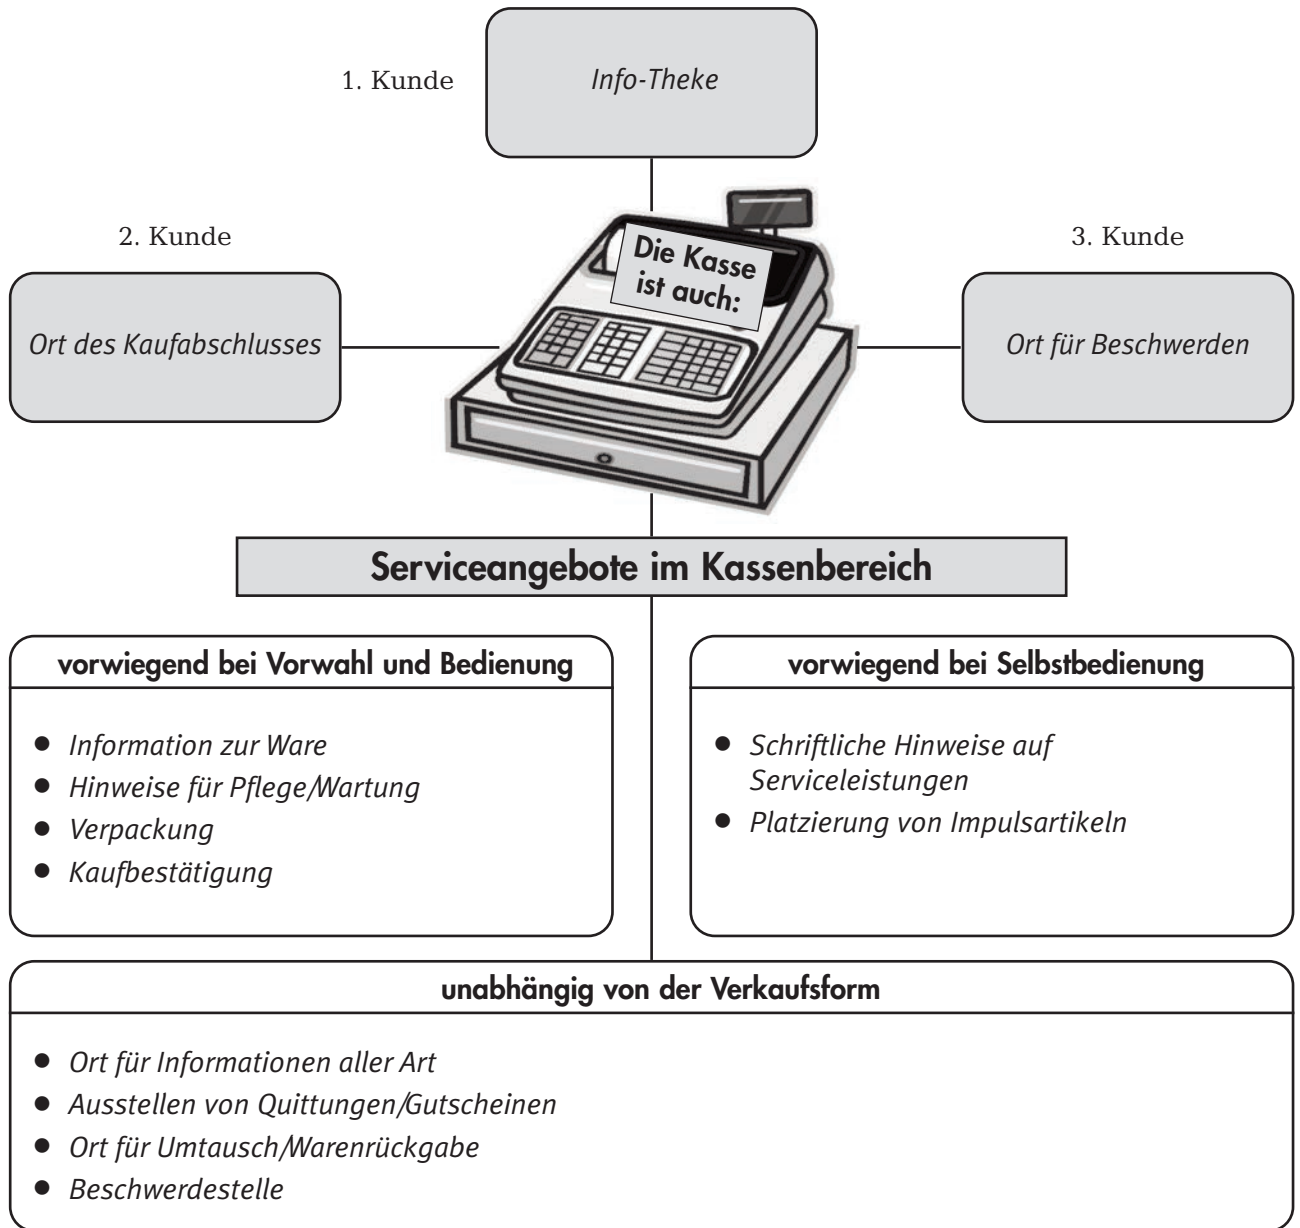 1. Kunde
Info-Theke
2. Kunde
3. Kunde
Die Kasse
ist auch:
Ort des Kaufabschlusses
Ort für Beschwerden
Serviceangebote im Kassenbereich
vorwiegend bei Vorwahl und Bedienung
● Information zur Ware
● Hinweise für Pflege/Wartung
● Verpackung
● Kaufbestätigung
vorwiegend bei Selbstbedienung
● Schriftliche Hinweise auf
Serviceleistungen
● Platzierung von Impulsartikeln
unabhängig von der Verkaufsform
● Ort für Informationen aller Art
● Ausstellen von Quittungen/Gutscheinen
● Ort für Umtausch/Warenrückgabe
● Beschwerdestelle